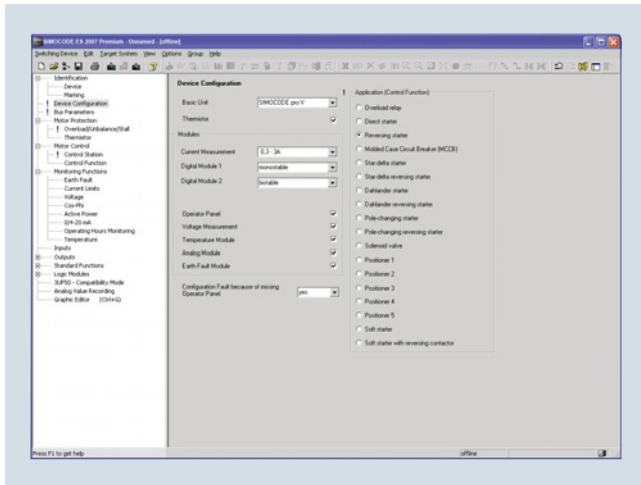 SIMOCODE ES 2007 Premium - Unnamed - [offline]
Switching Device Edit Target System View Options Group Help
Identification
Device
Marking
Device Configuration
Bus Parameters
Motor Protection
Overload/Unbalance/Stall
Thermistor
Motor Control
Control Station
Control Function
Monitoring Functions
Earth Fault
Current Limits
Voltage
Cos-Phi
Active Power
0/4-20 mA
Operating Hours Monitoring
Temperature
Inputs
Outputs
Standard Functions
Logic Modules
3UF50 - Compatibility Mode
Analog Value Recording
Graphic Editor (Ctrl+G)
Device Configuration
Basic Unit SIMOCODE pro V
Thermistor
Modules
Current Measurement 0.3 - 3A
Digital Module 1 monostable
Digital Module 2 bistable
Operator Panel
Voltage Measurement
Temperature Module
Analog Module
Earth Fault Module
Configuration Fault because of missing
Operator Panel yes
! Application (Control Function)
Overload relay
Direct starter
Reversing starter
Molded Case Circuit Breaker (MCCB)
Star-delta starter
Star-delta reversing starter
Dahlander starter
Dahlander reversing starter
Pole-changing starter
Pole-changing reversing starter
Solenoid valve
Positioner 1
Positioner 2
Positioner 3
Positioner 4
Positioner 5
Soft starter
Soft starter with reversing contactor
Press F1 to get help
offline